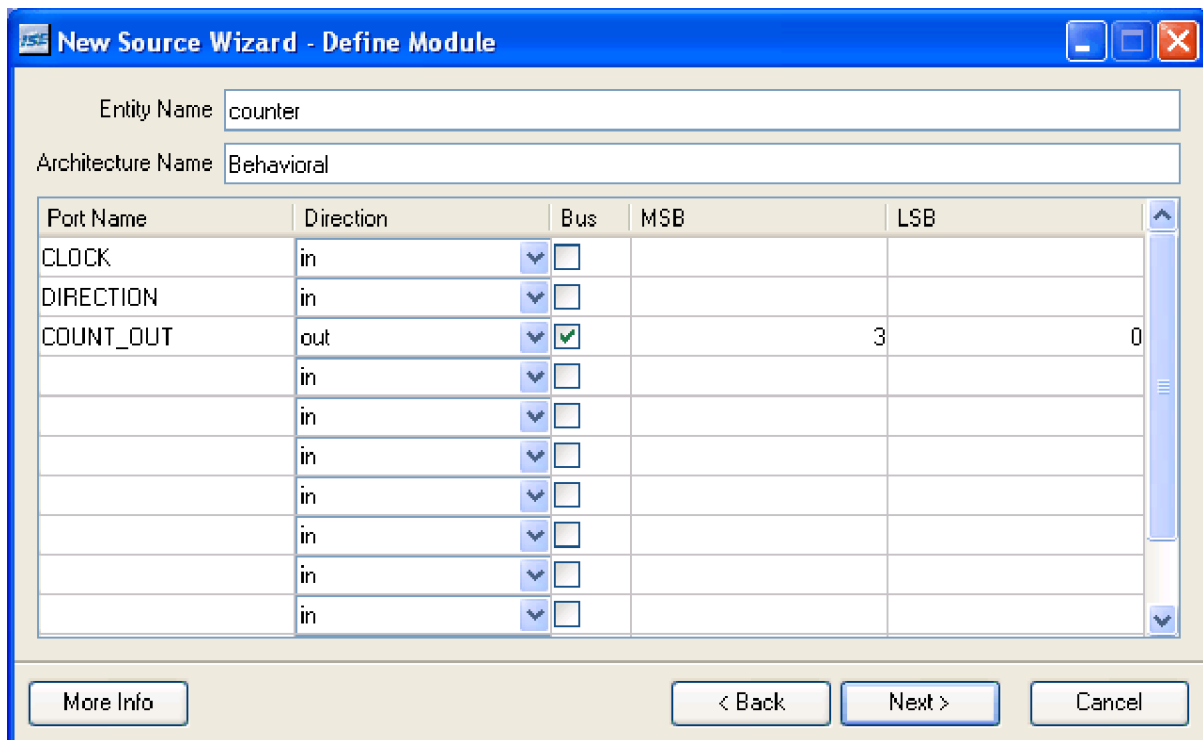 ISE New Source Wizard - Define Module
Entity Name counter
Architecture Name Behavioral
Port Name Direction Bus MSB LSB
CLOCK in
DIRECTION in
COUNT_OUT out 3 0
in
in
in
in
in
in
in
More Info < Back Next > Cancel